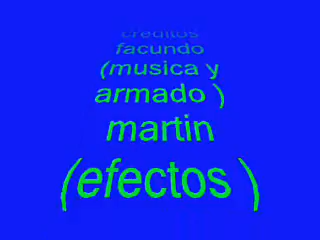 creditos
facundo
(musica y
armado )
martin
(efectos )